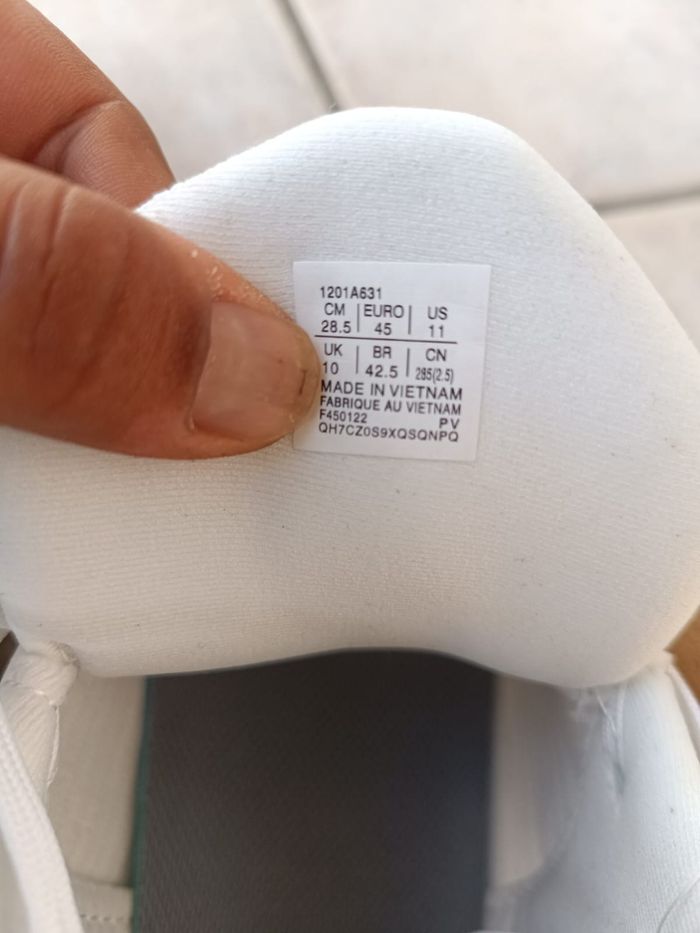 1201A631
CM | EURO | US
28.5 | 45 | 11
UK | BR | CN
10 | 42.5 | 285(2.5)
MADE IN VIETNAM
FABRIQUE AU VIETNAM
F450122 PV
QH7CZ0S9XQSQNPQ